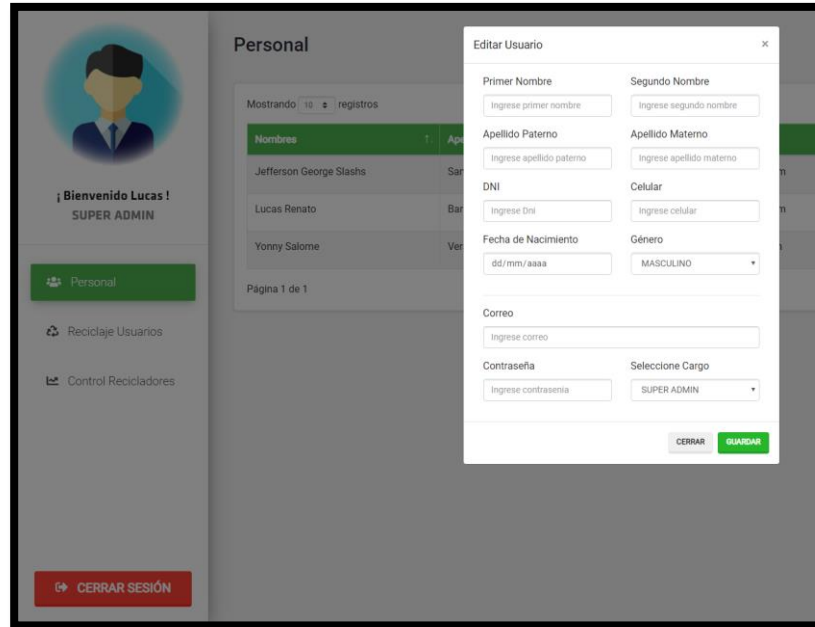 ¡ Bienvenido Lucas !
SUPER ADMIN
Personal
Reciclaje Usuarios
Control Recicladores
CERRAR SESIÓN
Personal
Mostrando 10 registros
Nombres
Jefferson George Slashs
Lucas Renato
Yonny Salome
Página 1 de 1
Editar Usuario ×
Primer Nombre Segundo Nombre
Ingrese primer nombre Ingrese segundo nombre
Apellido Paterno Apellido Materno
Ingrese apellido paterno Ingrese apellido materno
DNI Celular
Ingrese Dni Ingrese celular
Fecha de Nacimiento Género
dd/mm/aaaa MASCULINO
Correo
Ingrese correo
Contraseña Seleccione Cargo
Ingrese contrasenia SUPER ADMIN
CERRAR GUARDAR